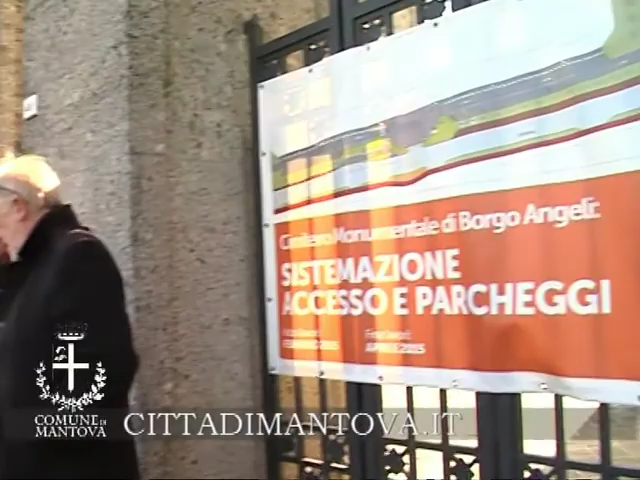 Cimitero Monumentale di Borgo Angeli:
SISTEMAZIONE
ACCESSO E PARCHEGGI
COMUNE DI
MANTOVA
CITTADIMANTOVA.IT